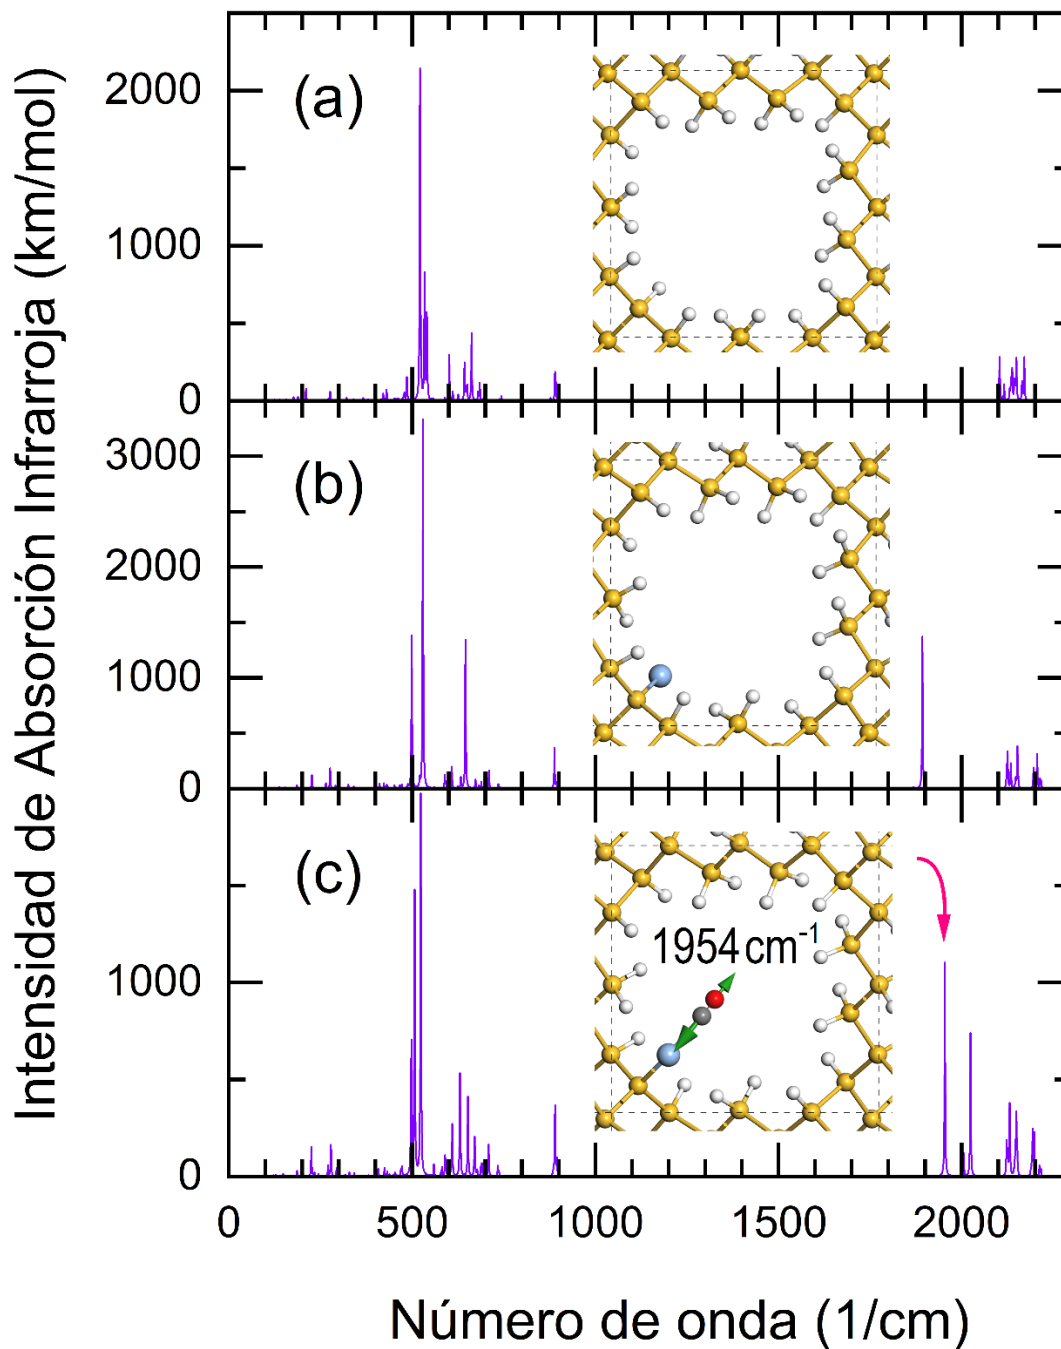 Intensidad de Absorción Infrarroja (km/mol)
(a)
2000
1000
0
(b)
3000
2000
1000
0
(c)
1954 cm⁻¹
1000
0
0 500 1000 1500 2000
Número de onda (1/cm)